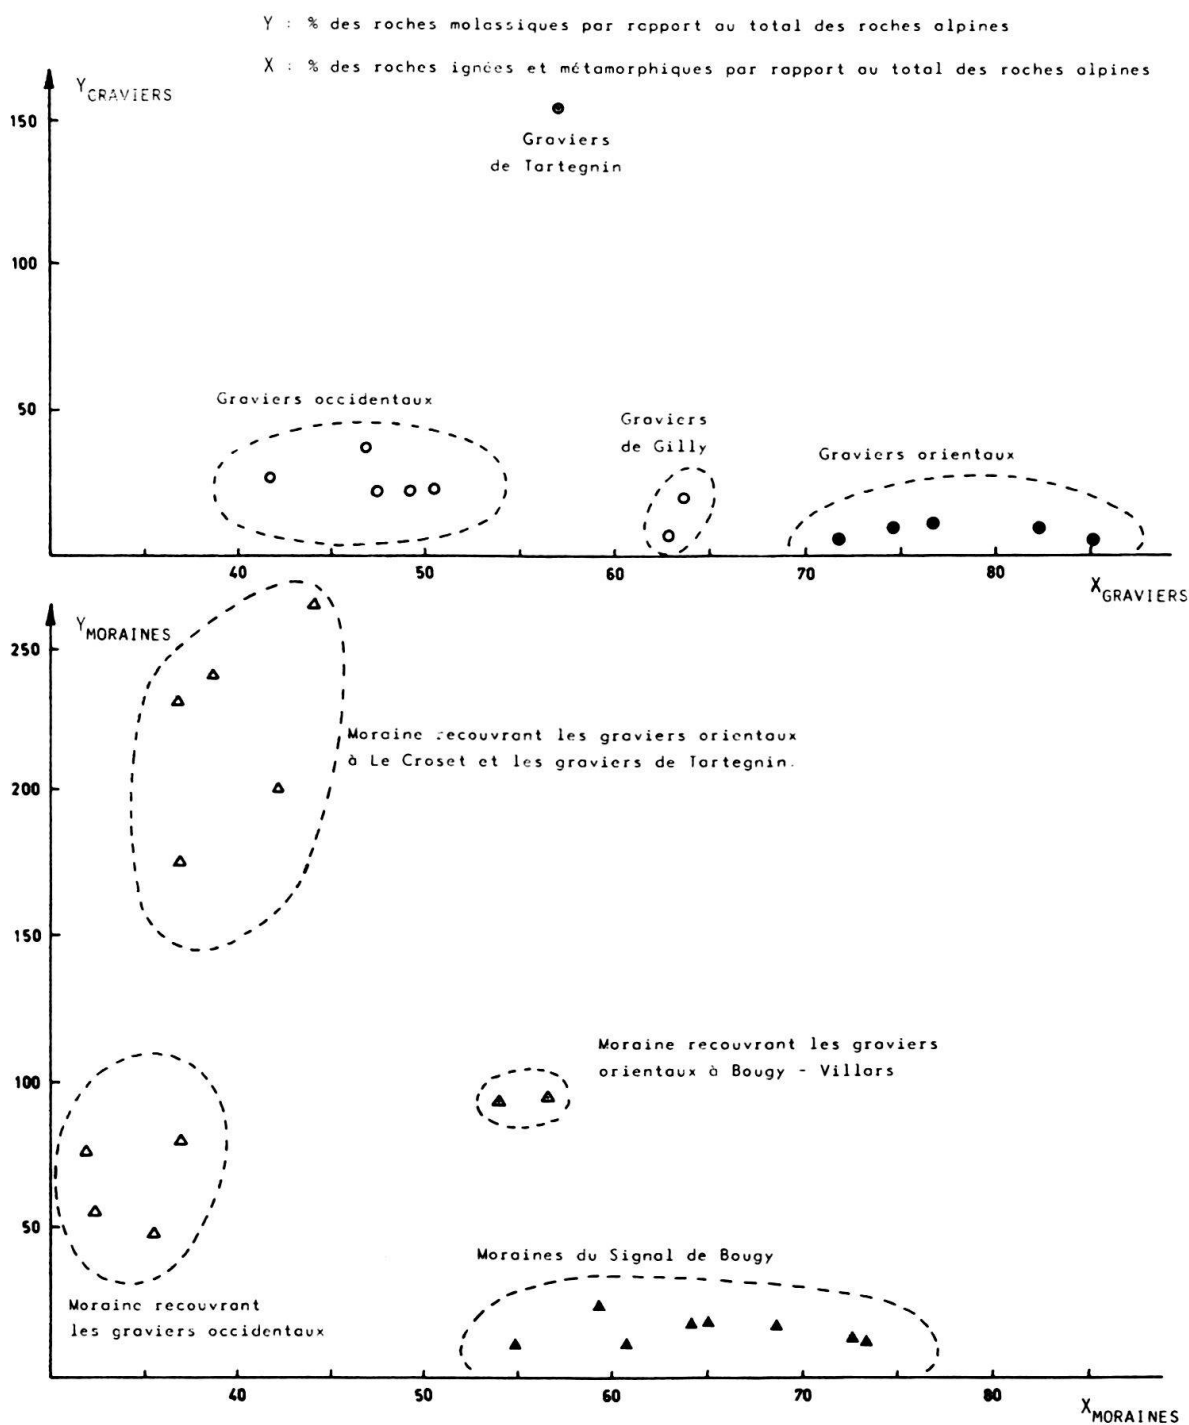 Y : % des roches molassiques par rapport au total des roches alpines
X : % des roches ignées et métamorphiques par rapport au total des roches alpines
Y GRAVIERS
150
Graviers
de Tartegnin
100
50
Graviers occidentaux
Graviers
de Gilly
Graviers orientaux
40
50
60
70
80
X GRAVIERS
Y MORAINES
250
Moraine recouvrant les graviers orientaux
à Le Croset et les graviers de Tartegnin.
200
150
Moraine recouvrant les graviers
orientaux à Bougy - Villars
100
50
Moraines du Signal de Bougy
Moraine recouvrant
les graviers occidentaux
40
50
60
70
80
X MORAINES